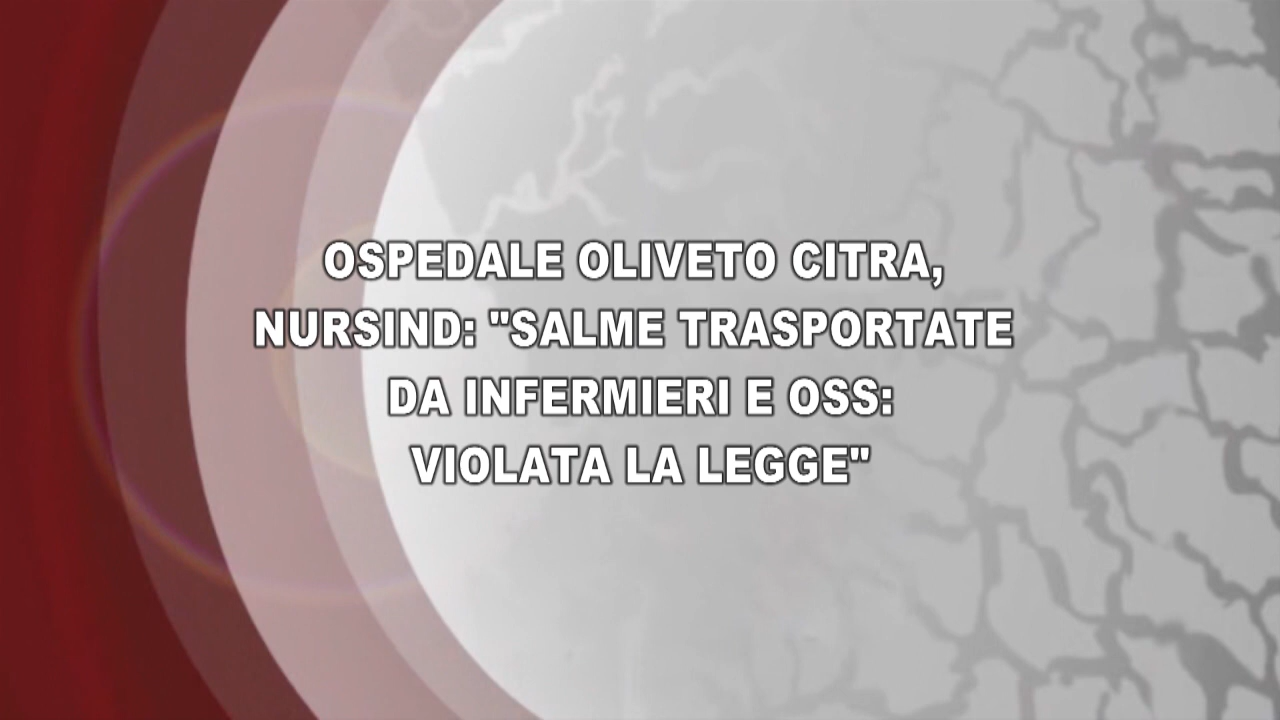 OSPEDALE OLIVETO CITRA,
NURSIND: "SALME TRASPORTATE
DA INFERMIERI E OSS:
VIOLATA LA LEGGE"